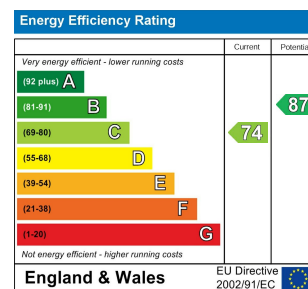 Energy Efficiency Rating
Current
Potentia
Very energy efficient - lower running costs
(92 plus) A
(81-91) B
87
(69-80) C
74
(55-68) D
(39-54) E
(21-38) F
(1-20) G
Not energy efficient - higher running costs
England & Wales
EU Directive
2002/91/EC